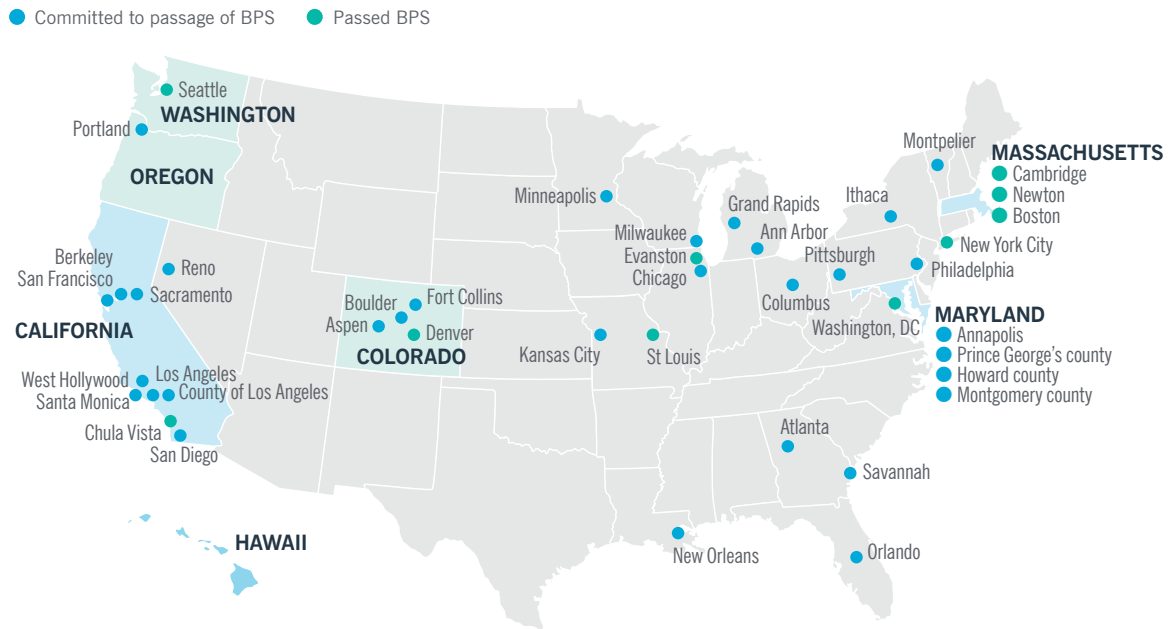 Committed to passage of BPS
Passed BPS
Seattle
WASHINGTON
Portland
OREGON
Berkeley
San Francisco
Sacramento
Reno
CALIFORNIA
West Hollywood
Los Angeles
Santa Monica
County of Los Angeles
Chula Vista
San Diego
HAWAII
Boulder
Fort Collins
Aspen
Denver
COLORADO
Minneapolis
Milwaukee
Evanston
Chicago
Grand Rapids
Ann Arbor
Kansas City
St Louis
Columbus
Pittsburgh
Ithaca
Montpelier
MASSACHUSETTS
Cambridge
Newton
Boston
New York City
Philadelphia
Washington, DC
MARYLAND
Annapolis
Prince George's county
Howard county
Montgomery county
Atlanta
Savannah
New Orleans
Orlando